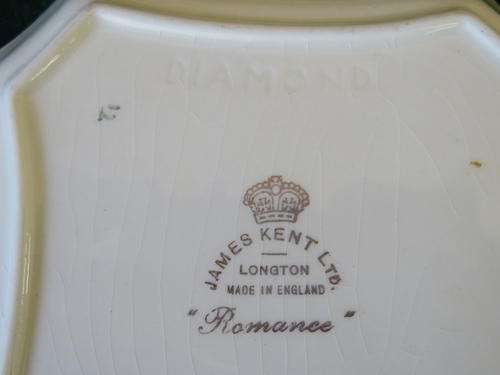 DIAMOND
JAMES KENT LTD.
LONGTON
MADE IN ENGLAND
"Romance"